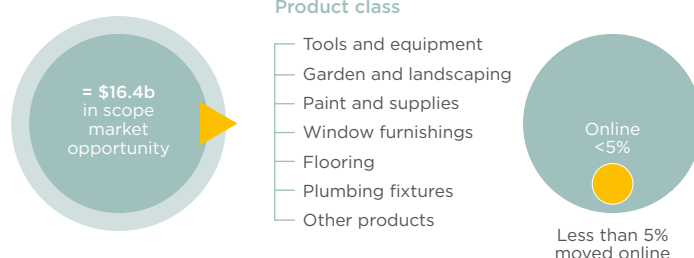 Product class
= $16.4b
in scope
market
opportunity
Tools and equipment
Garden and landscaping
Paint and supplies
Window furnishings
Flooring
Plumbing fixtures
Other products
Online
<5%
Less than 5%
moved online